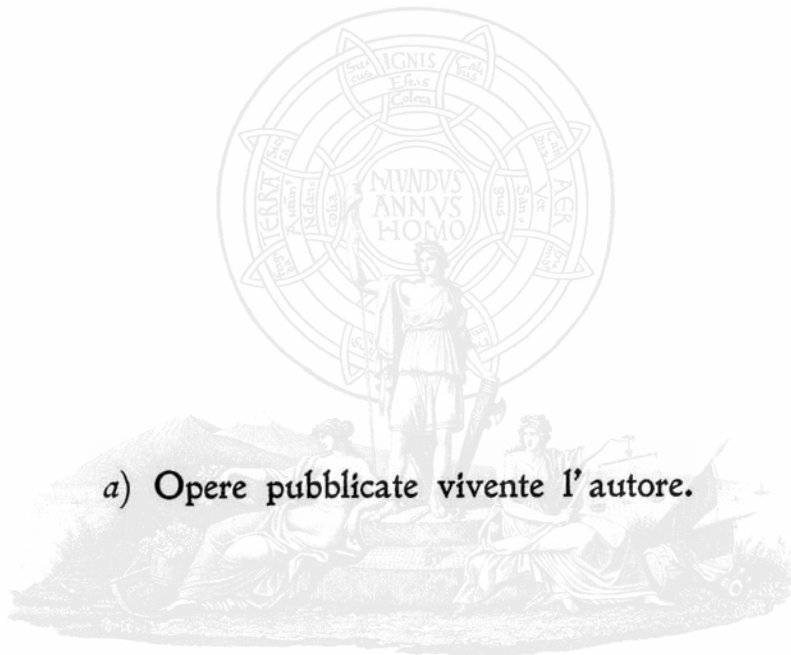 IGNIS
Estas
Colera
MVNDVS
ANNVS
HOMO
TERRA
AER
a) Opere pubblicate vivente l'autore.